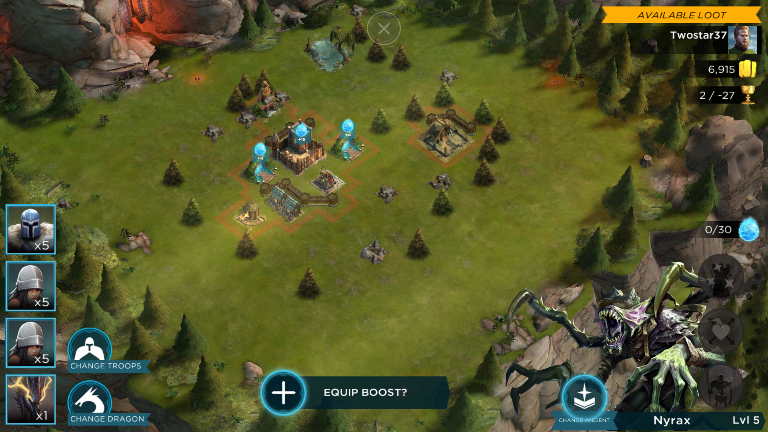 AVAILABLE LOOT
Twostar37
6,915
2 / -27
0/30
x5
x5
x5
x1
CHANGE TROOPS
CHANGE DRAGON
EQUIP BOOST?
CHANGE ANCIENT
Nyrax
Lvl 5